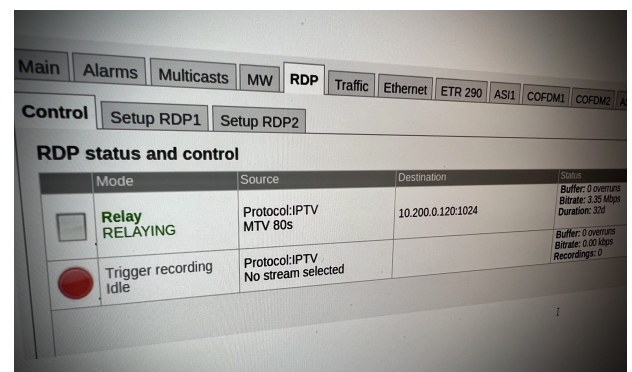 Main Alarms Multicasts MW RDP Traffic Ethernet ETR 290 ASI1 COFDM1 COFDM2
Control Setup RDP1 Setup RDP2
RDP status and control
Mode Source Destination Status
Relay
RELAYING
Protocol:IPTV
MTV 80s
10.200.0.120:1024
Buffer: 0 overruns
Bitrate: 3.35 Mbps
Duration: 32d
Trigger recording
Idle
Protocol:IPTV
No stream selected
Buffer: 0 overruns
Bitrate: 0.00 kbps
Recordings: 0